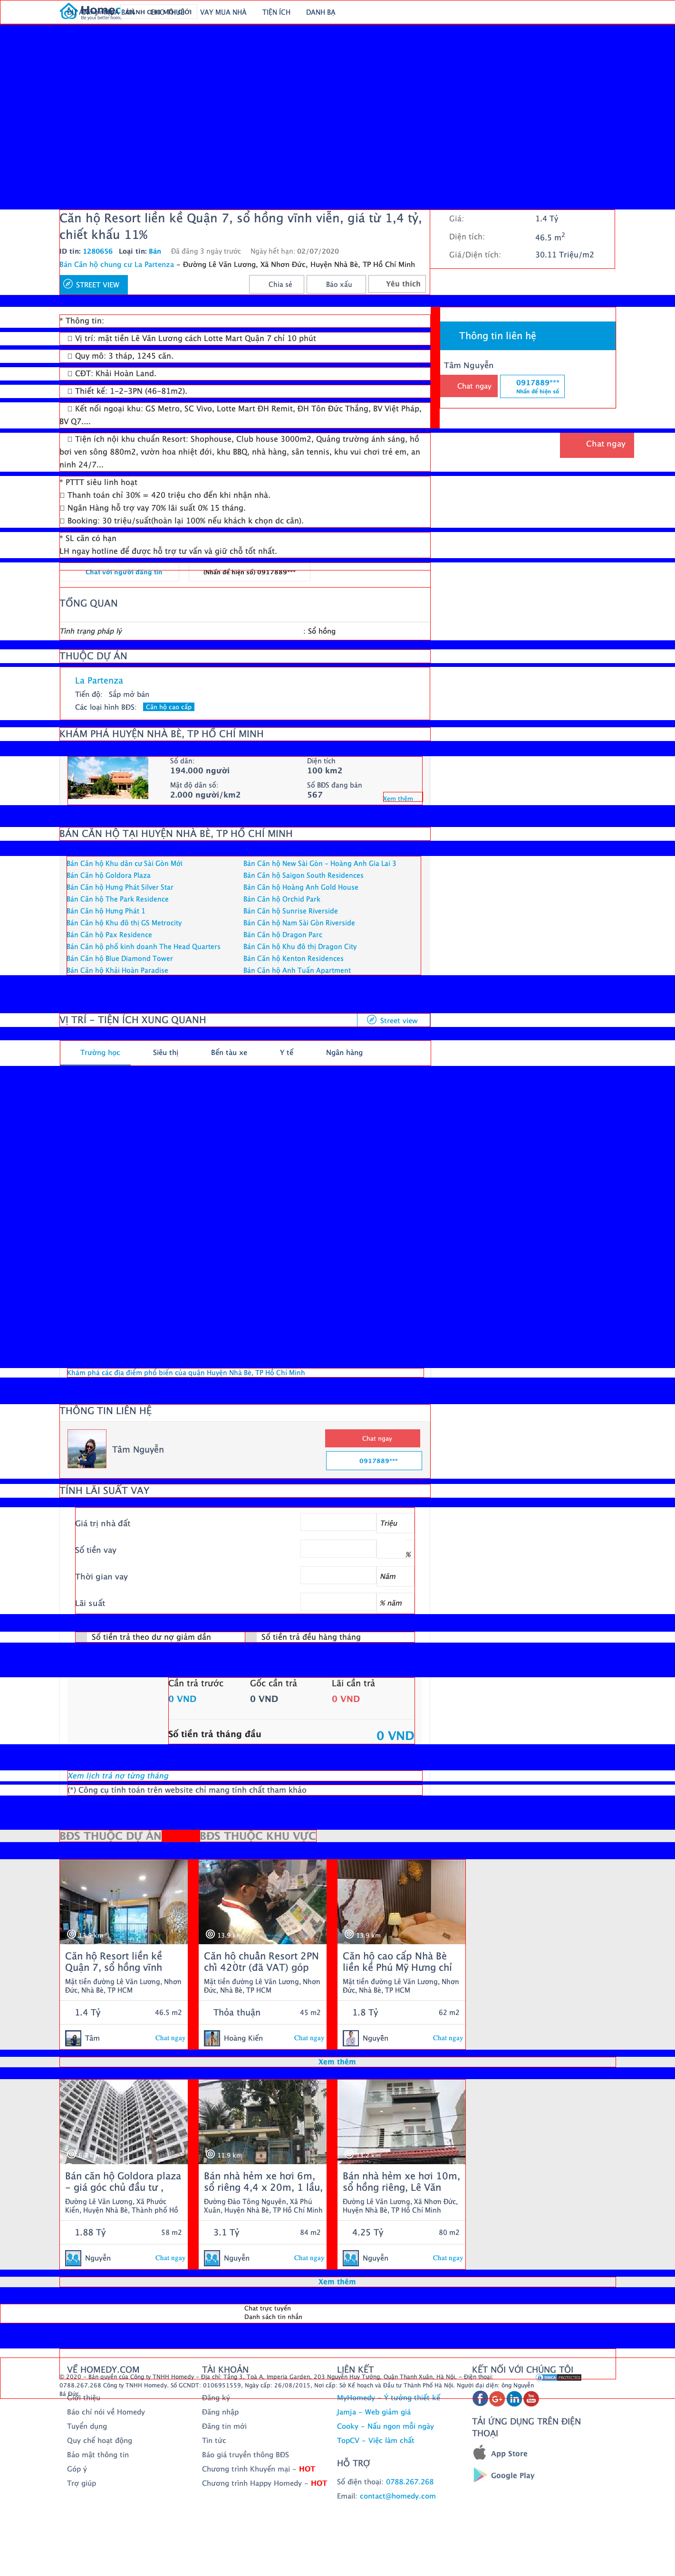 Homedy
Be your better home.
VAY MUA NHÀ
TIỆN ÍCH
DANH BẠ
Căn hộ Resort liền kề Quận 7, sổ hồng vĩnh viễn, giá từ 1,4 tỷ,
chiết khấu 11%
ID tin: 1280656 Loại tin: Bán Đã đăng 3 ngày trước Ngày hết hạn: 02/07/2020
Bán Căn hộ chung cư La Partenza - Đường Lê Văn Lương, Xã Nhơn Đức, Huyện Nhà Bè, TP Hồ Chí Minh
STREET VIEW
Chia sẻ
Báo xấu
Yêu thích
Giá: 1.4 Tỷ
Diện tích: 46.5 m2
Giá/Diện tích: 30.11 Triệu/m2
* Thông tin:
Vị trí: mặt tiền Lê Văn Lương cách Lotte Mart Quận 7 chỉ 10 phút
Quy mô: 3 tháp, 1245 căn.
CĐT: Khải Hoàn Land.
Thiết kế: 1-2-3PN (46-81m2).
Kết nối ngoại khu: GS Metro, SC Vivo, Lotte Mart ĐH Remit, ĐH Tôn Đức Thắng, BV Việt Pháp,
BV Q7....
Tiện ích nội khu chuẩn Resort: Shophouse, Club house 3000m2, Quảng trường ánh sáng, hồ
bơi ven sông 880m2, vườn hoa nhiệt đới, khu BBQ, nhà hàng, sân tennis, khu vui chơi trẻ em, an
ninh 24/7...
Thông tin liên hệ
Tâm Nguyễn
Chat ngay
0917889***
Nhấn để hiện số
Chat ngay
* PTTT siêu linh hoạt
Thanh toán chỉ 30% = 420 triệu cho đến khi nhận nhà.
Ngân Hàng hỗ trợ vay 70% lãi suất 0% 15 tháng.
Booking: 30 triệu/suất(hoàn lại 100% nếu khách k chọn dc căn).
* SL căn có hạn
LH ngay hotline để được hỗ trợ tư vấn và giữ chỗ tốt nhất.
Chat với người đăng tin
(Nhấn để hiện số) 0917889***
TỔNG QUAN
Tình trạng pháp lý : Sổ hồng
THUỘC DỰ ÁN
La Partenza
Tiến độ: Sắp mở bán
Các loại hình BĐS: Căn hộ cao cấp
KHÁM PHÁ HUYỆN NHÀ BÈ, TP HỒ CHÍ MINH
Số dân: Diện tích
194.000 người 100 km2
Mật độ dân số: Số BĐS đang bán
2.000 người/km2 567
Xem thêm
BÁN CĂN HỘ TẠI HUYỆN NHÀ BÈ, TP HỒ CHÍ MINH
Bán Căn hộ Khu dân cư Sài Gòn Mới Bán Căn hộ New Sài Gòn - Hoàng Anh Gia Lai 3
Bán Căn hộ Goldora Plaza Bán Căn hộ Saigon South Residences
Bán Căn hộ Hưng Phát Silver Star Bán Căn hộ Hoàng Anh Gold House
Bán Căn hộ The Park Residence Bán Căn hộ Orchid Park
Bán Căn hộ Hưng Phát 1 Bán Căn hộ Sunrise Riverside
Bán Căn hộ Khu đô thị GS Metrocity Bán Căn hộ Nam Sài Gòn Riverside
Bán Căn hộ Pax Residence Bán Căn hộ Dragon Parc
Bán Căn hộ phố kinh doanh The Head Quarters Bán Căn hộ Khu đô thị Dragon City
Bán Căn hộ Blue Diamond Tower Bán Căn hộ Kenton Residences
Bán Căn hộ Khải Hoàn Paradise Bán Căn hộ Anh Tuấn Apartment
VỊ TRÍ - TIỆN ÍCH XUNG QUANH
Street view
Trường học Siêu thị Bến tàu xe Y tế Ngân hàng
Khám phá các địa điểm phổ biến của quận Huyện Nhà Bè, TP Hồ Chí Minh
THÔNG TIN LIÊN HỆ
Tâm Nguyễn
Chat ngay
0917889***
TÍNH LÃI SUẤT VAY
Giá trị nhà đất Triệu
Số tiền vay %
Thời gian vay Năm
Lãi suất % năm
Số tiền trả theo dư nợ giảm dần Số tiền trả đều hàng tháng
Cần trả trước Gốc cần trả Lãi cần trả
0 VND 0 VND 0 VND
Số tiền trả tháng đầu 0 VND
Xem lịch trả nợ từng tháng
(*) Công cụ tính toán trên website chỉ mang tính chất tham khảo
BĐS THUỘC DỰ ÁN BĐS THUỘC KHU VỰC
13.9 km 13.9 km 13.9 km
Căn hộ Resort liền kề Căn hộ chuẩn Resort 2PN Căn hộ cao cấp Nhà Bè
Quận 7, sổ hồng vĩnh chỉ 420tr (đã VAT) góp liền kề Phú Mỹ Hưng chỉ
Mặt tiền đường Lê Văn Lương, Nhơn Mặt tiền đường Lê Văn Lương, Nhơn Mặt tiền đường Lê Văn Lương, Nhơn
Đức, Nhà Bè, TP HCM Đức, Nhà Bè, TP HCM Đức, Nhà Bè, TP HCM
1.4 Tỷ 46.5 m2 Thỏa thuận 45 m2 1.8 Tỷ 62 m2
Tâm Chat ngay Hoàng Kiến Chat ngay Nguyễn Chat ngay
Xem thêm
11.9 km
Bán căn hộ Goldora plaza Bán nhà hẻm xe hơi 6m, Bán nhà hẻm xe hơi 10m,
- giá góc chủ đầu tư , sổ riêng 4,4 x 20m, 1 lầu, sổ hồng riêng, Lê Văn
Đường Lê Văn Lương, Xã Phước Đường Đào Tông Nguyên, Xã Phú Đường Lê Văn Lương, Xã Nhơn Đức,
Kiển, Huyện Nhà Bè, Thành phố Hồ Xuân, Huyện Nhà Bè, TP Hồ Chí Minh Huyện Nhà Bè, TP Hồ Chí Minh
1.88 Tỷ 58 m2 3.1 Tỷ 84 m2 4.25 Tỷ 80 m2
Nguyễn Chat ngay Nguyễn Chat ngay Nguyễn Chat ngay
Xem thêm
Chat trực tuyến
Danh sách tin nhắn
VỀ HOMEDY.COM TÀI KHOẢN LIÊN KẾT KẾT NỐI VỚI CHÚNG TÔI
© 2020 - Bản quyền của Công ty TNHH Homedy - Địa chỉ: Tầng 3, Toà A, Imperia Garden, 203 Nguyễn Huy Tưởng, Quận Thanh Xuân, Hà Nội. - Điện thoại:
0788.267.268 Công ty TNHH Homedy. Số GCNDT: 0106951559, Ngày cấp: 26/08/2015, Nơi cấp: Sở Kế hoạch và Đầu tư Thành Phố Hà Nội. Người đại diện: ông Nguyễn
Bá Đức
Giới thiệu Đăng ký MyHomedy - Ý tưởng thiết kế
Báo chí nói về Homedy Đăng nhập Jamja - Web giảm giá
Tuyển dụng Đăng tin mới Cooky - Nấu ngon mỗi ngày
Quy chế hoạt động Tin tức TopCV - Việc làm chất
Bảo mật thông tin Báo giá truyền thông BĐS
Góp ý Chương trình Khuyến mại - HOT
Trợ giúp Chương trình Happy Homedy - HOT
HỖ TRỢ
Số điện thoại: 0788.267.268
Email: contact@homedy.com
TẢI ỨNG DỤNG TRÊN ĐIỆN
THOẠI
App Store
Google Play